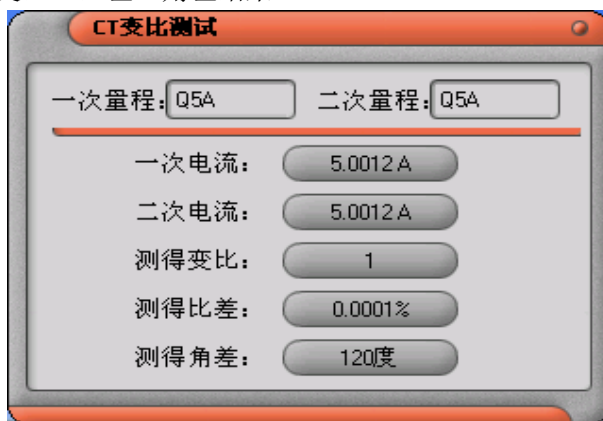 CT变比测试
一次量程：Q5A 二次量程：Q5A
一次电流： 5.0012A
二次电流： 5.0012A
测得变比： 1
测得比差： 0.0001%
测得角差： 120度